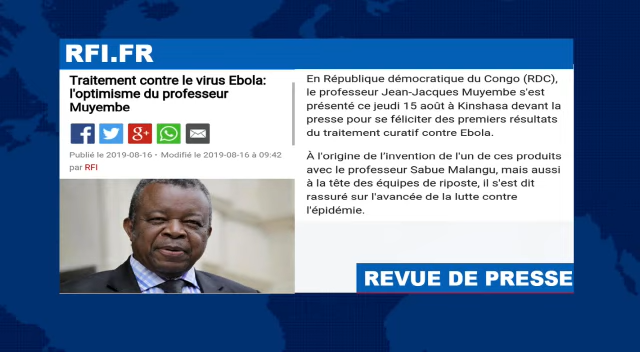 RFI.FR
Traitement contre le virus Ebola:
l'optimisme du professeur
Muyembe
Publié le 2019-08-16 • Modifié le 2019-08-16 à 09:42
par RFI
En République démocratique du Congo (RDC),
le professeur Jean-Jacques Muyembe s'est
présenté ce jeudi 15 août à Kinshasa devant la
presse pour se féliciter des premiers résultats
du traitement curatif contre Ebola.
À l'origine de l'invention de l'un de ces produits
avec le professeur Sabue Malangu, mais aussi
à la tête des équipes de riposte, il s'est dit
rassuré sur l'avancée de la lutte contre
l'épidémie.
REVUE DE PRESSE